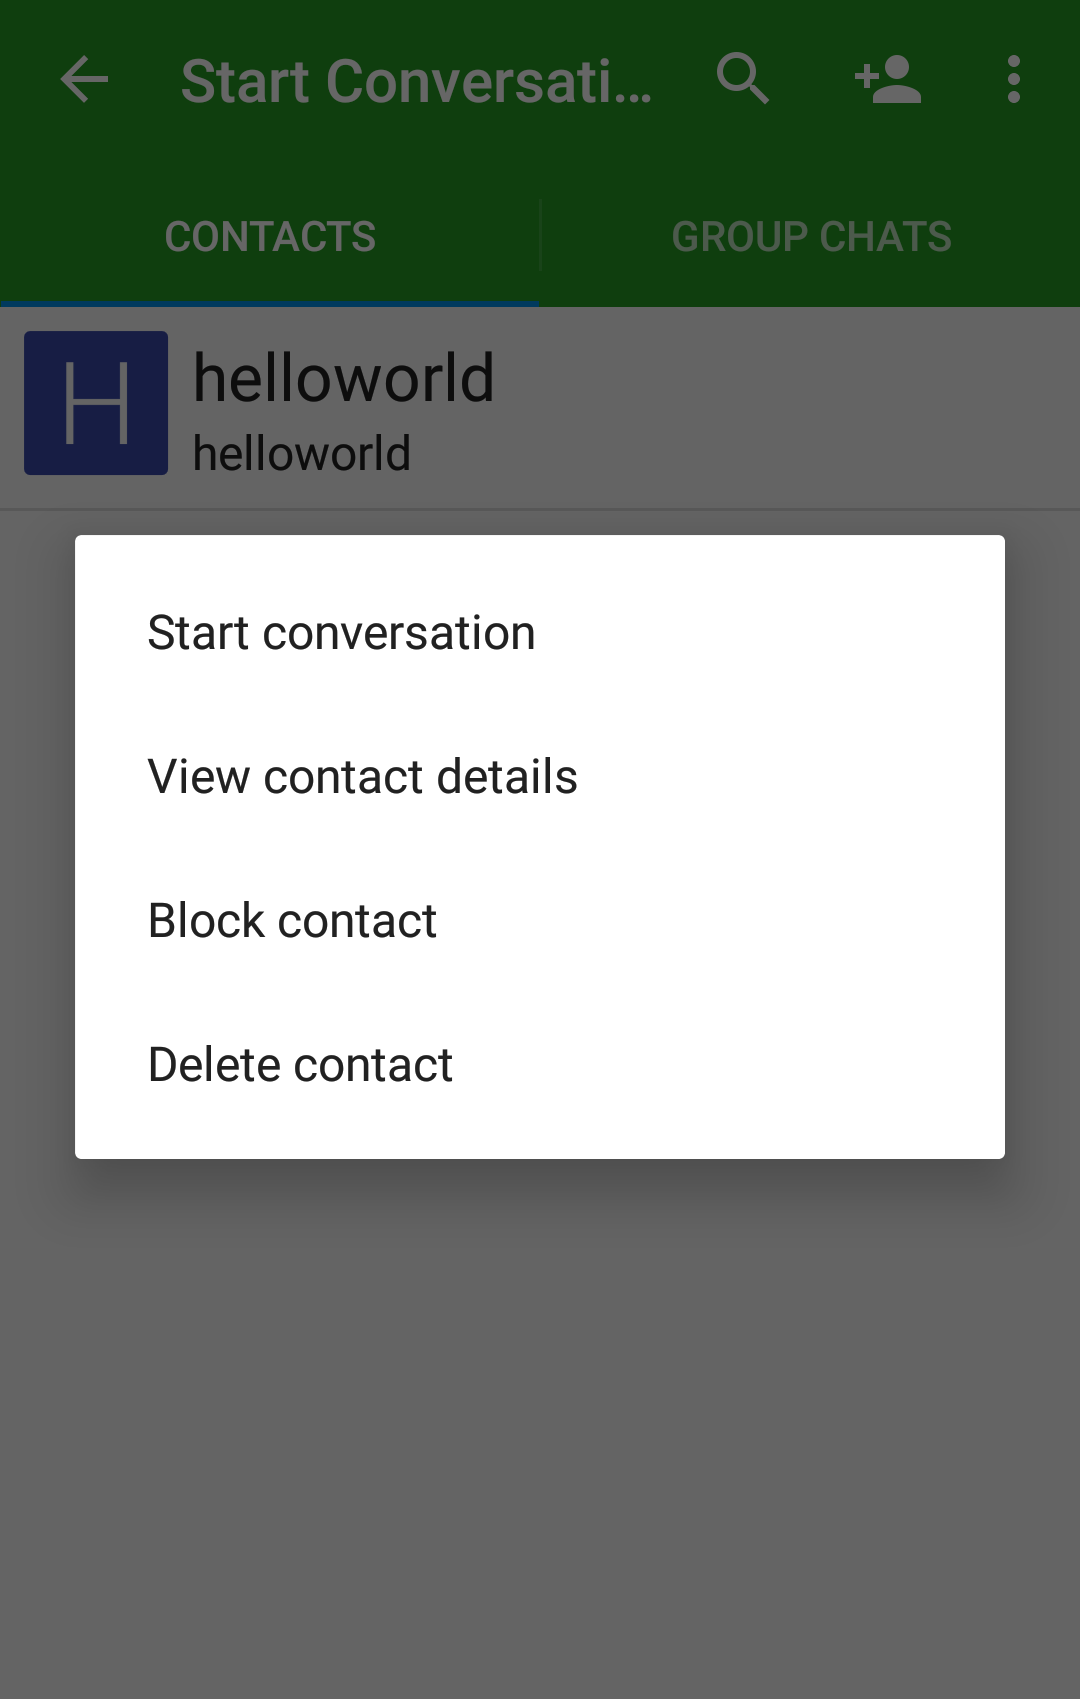 Start Conversati...
CONTACTS
GROUP CHATS
H
helloworld
helloworld
Start conversation
View contact details
Block contact
Delete contact